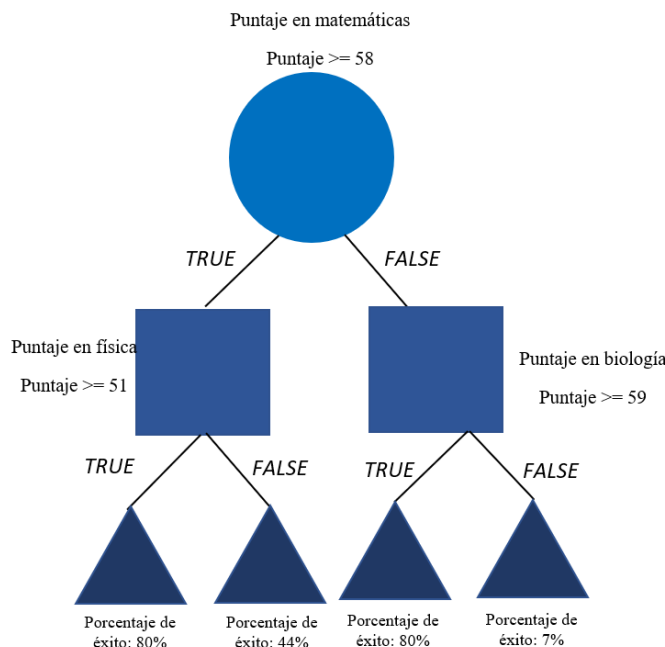 Puntaje en matemáticas
Puntaje >= 58
TRUE
FALSE
Puntaje en física
Puntaje >= 51
Puntaje en biología
Puntaje >= 59
TRUE
FALSE
TRUE
FALSE
Porcentaje de
éxito: 80%
Porcentaje de
éxito: 44%
Porcentaje de
éxito: 80%
Porcentaje de
éxito: 7%